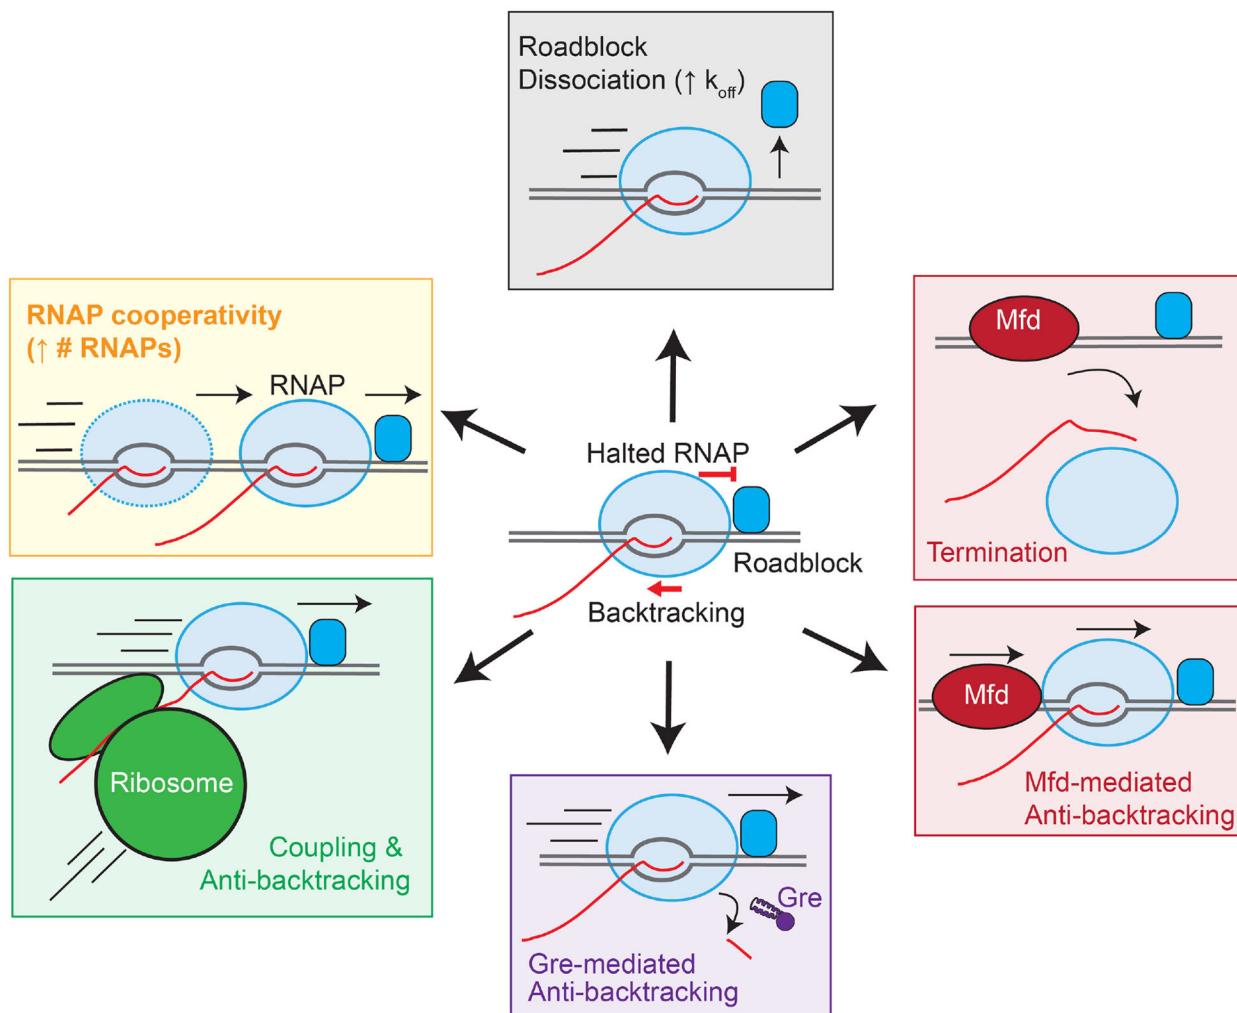 Roadblock
Dissociation (↑ koff)
RNAP cooperativity
(↑ # RNAPs)
RNAP
Mfd
Termination
Halted RNAP
Roadblock
Backtracking
Ribosome
Coupling &
Anti-backtracking
Gre
Gre-mediated
Anti-backtracking
Mfd
Mfd-mediated
Anti-backtracking